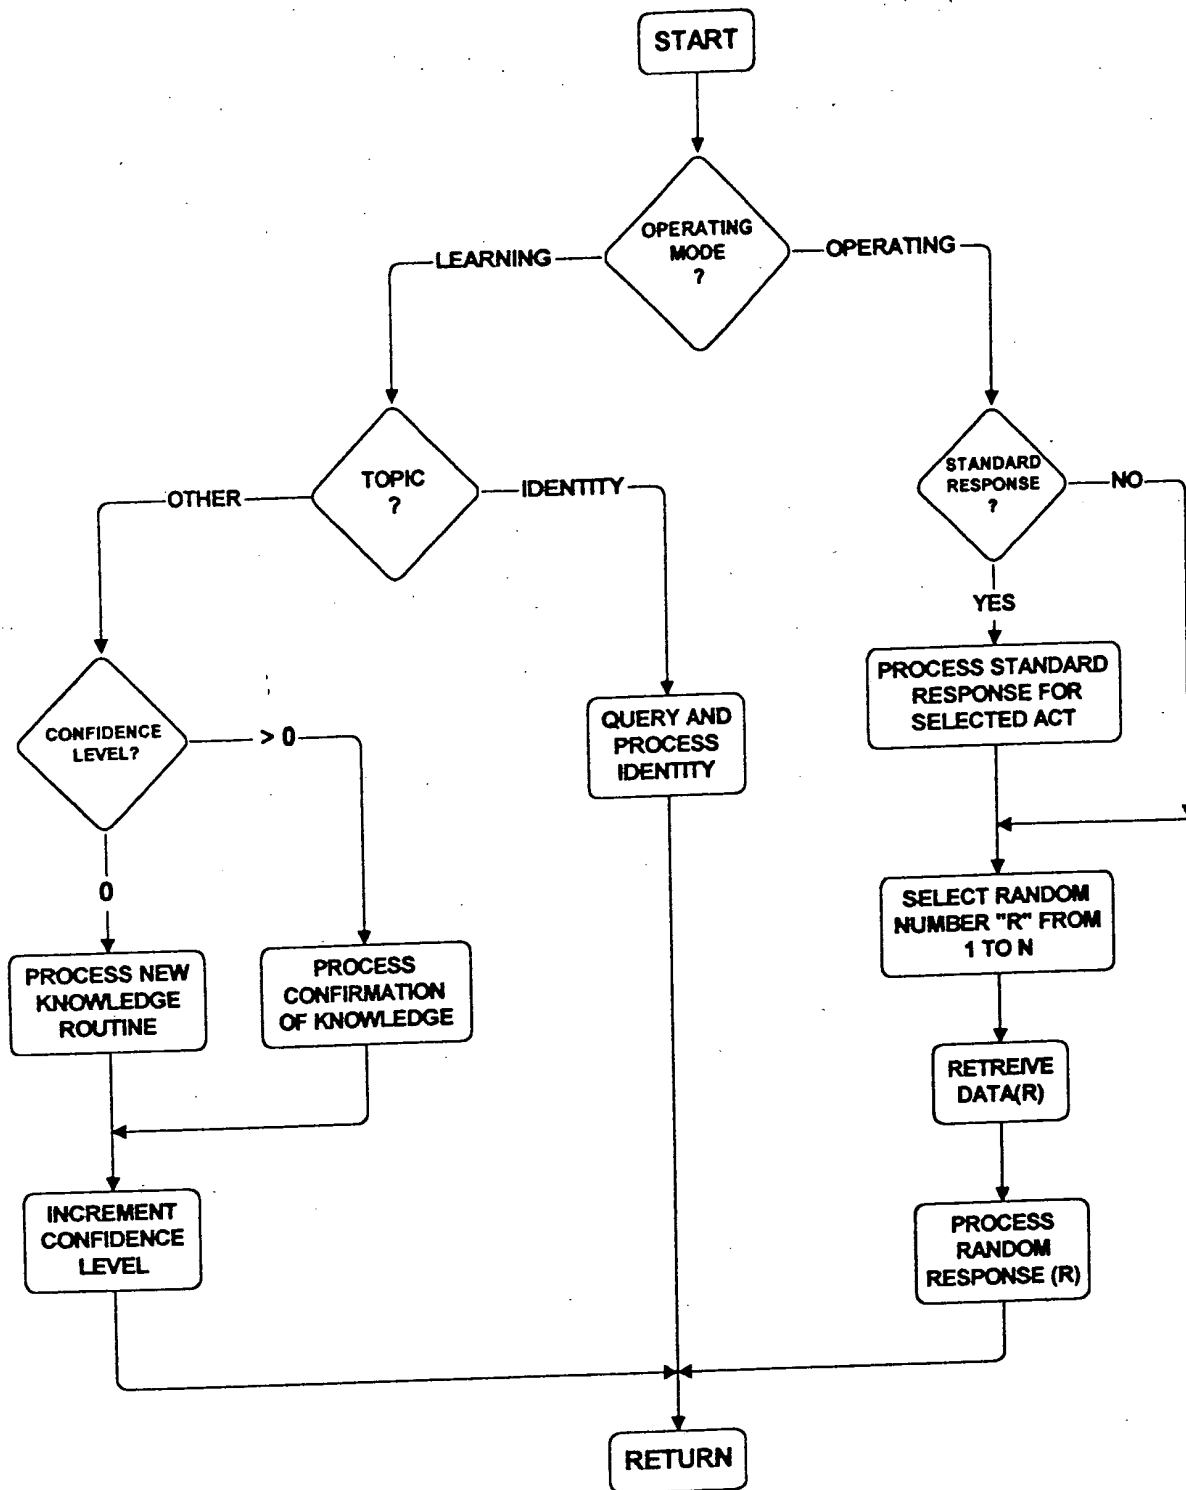 START
OPERATING
MODE
?
LEARNING
OPERATING
TOPIC
?
OTHER
IDENTITY
STANDARD
RESPONSE
?
NO
YES
CONFIDENCE
LEVEL?
> 0
0
QUERY AND
PROCESS
IDENTITY
PROCESS STANDARD
RESPONSE FOR
SELECTED ACT
SELECT RANDOM
NUMBER "R" FROM
1 TO N
PROCESS NEW
KNOWLEDGE
ROUTINE
PROCESS
CONFIRMATION
OF KNOWLEDGE
RETREIVE
DATA(R)
INCREMENT
CONFIDENCE
LEVEL
PROCESS
RANDOM
RESPONSE (R)
RETURN